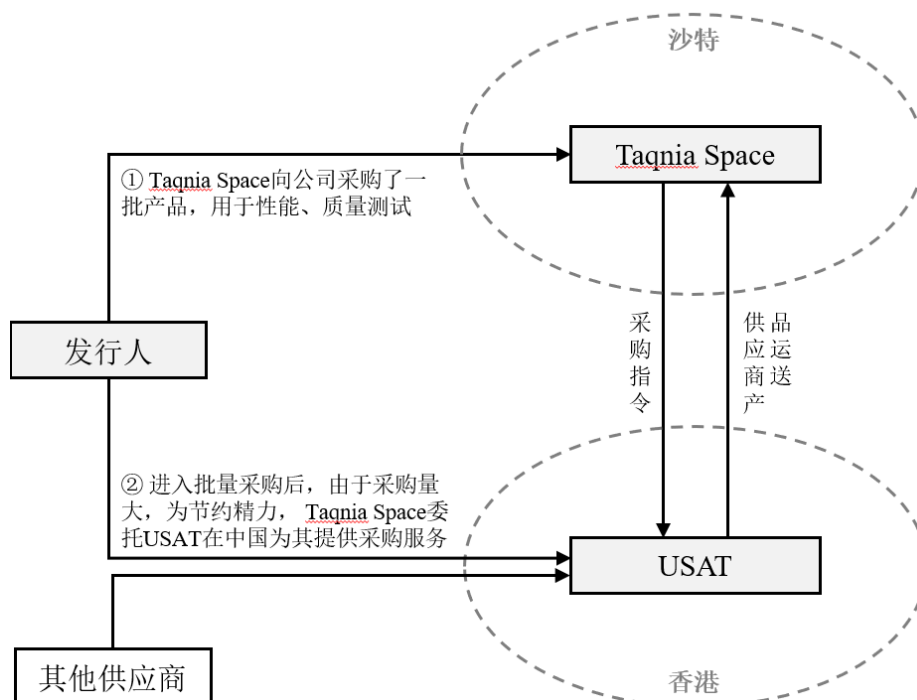 沙特
Taqnia Space
① Taqnia Space向公司采购了一
批产品，用于性能、质量测试
发行人
采购指令
供应商产
品运送
② 进入批量采购后，由于采购量
大，为节约精力， Taqnia Space委
托USAT在中国为其提供采购服务
USAT
其他供应商
香港